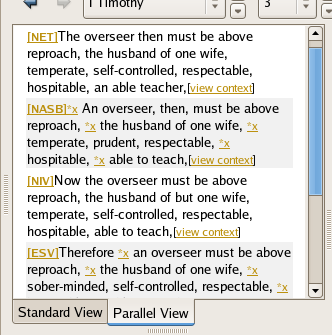 1 Timothy 3
[NET]The overseer then must be above
reproach, the husband of one wife,
temperate, self-controlled, respectable,
hospitable, an able teacher,[view context]
[NASB]*x An overseer, then, must be above
reproach, *x the husband of one wife, *x
temperate, prudent, respectable, *x
hospitable, *x able to teach,[view context]
[NIV]Now the overseer must be above
reproach, the husband of but one wife,
temperate, self-controlled, respectable,
hospitable, able to teach,[view context]
[ESV]Therefore *x an overseer must be above
reproach, *x the husband of one wife, *x
sober-minded, self-controlled, respectable, *x
Standard View Parallel View